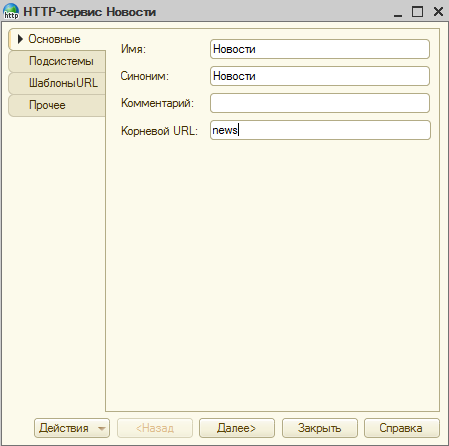 http HTTP-сервис Новости
Основные
Подсистемы
ШаблоныURL
Прочее
Имя: Новости
Синоним: Новости
Комментарий:
Корневой URL: news
Действия <Назад Далее> Закрыть Справка